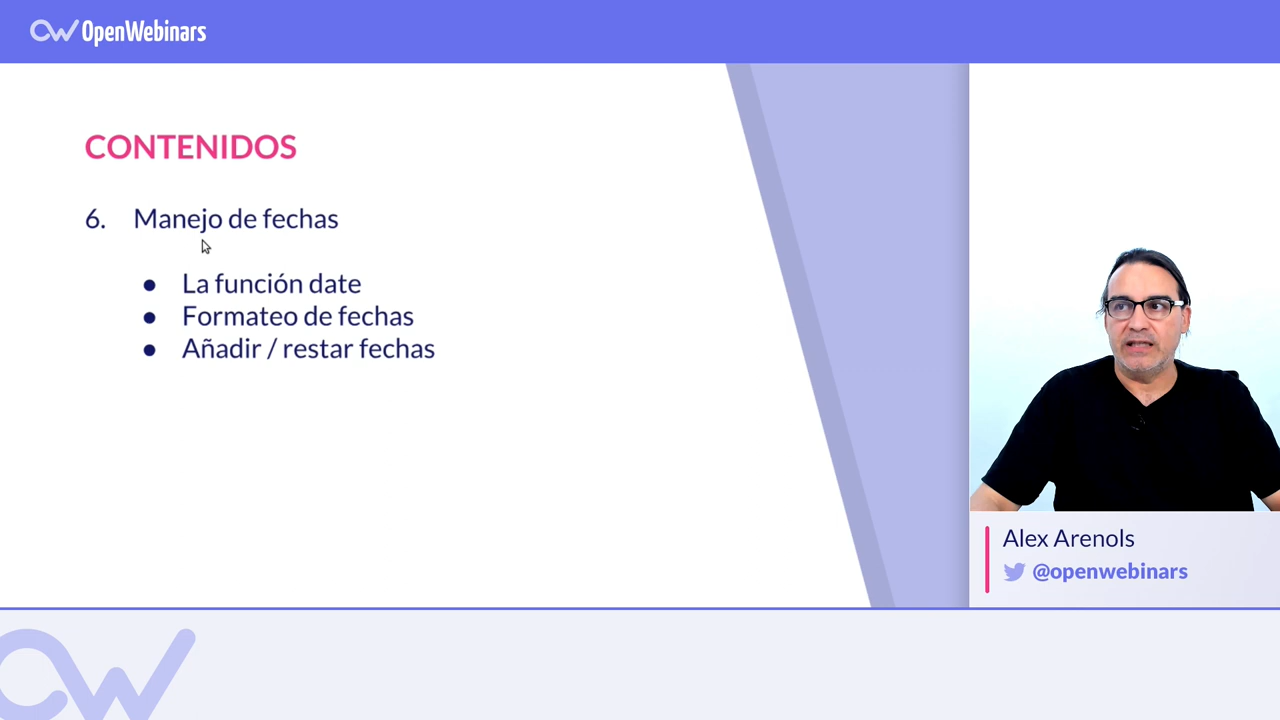 OpenWebinars
CONTENIDOS
6. Manejo de fechas
● La función date
● Formateo de fechas
● Añadir / restar fechas
Alex Arenols
@openwebinars